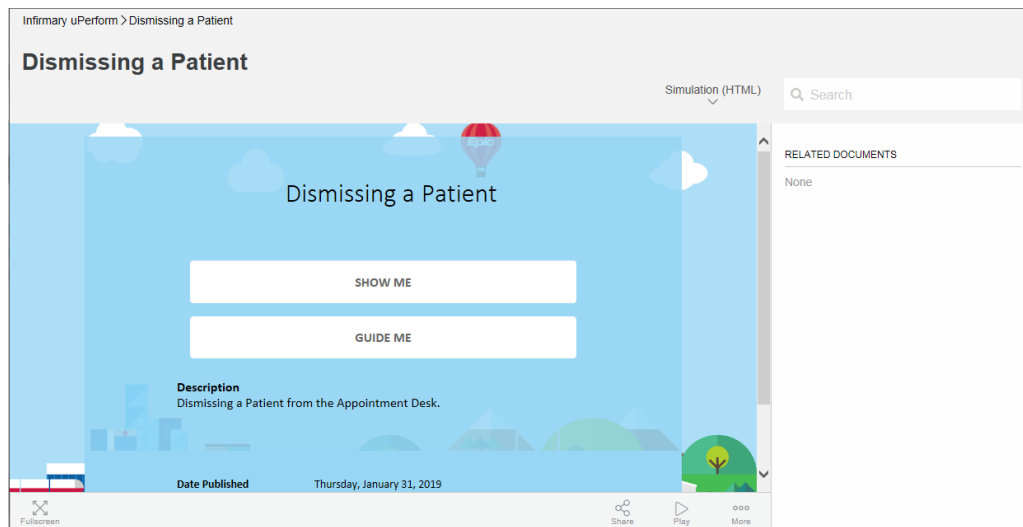 Infirmary uPerform > Dismissing a Patient
Dismissing a Patient
Simulation (HTML)
Search
Epic
Dismissing a Patient
SHOW ME
GUIDE ME
Description
Dismissing a Patient from the Appointment Desk.
Date Published Thursday, January 31, 2019
RELATED DOCUMENTS
None
Fullscreen
Share
Play
More